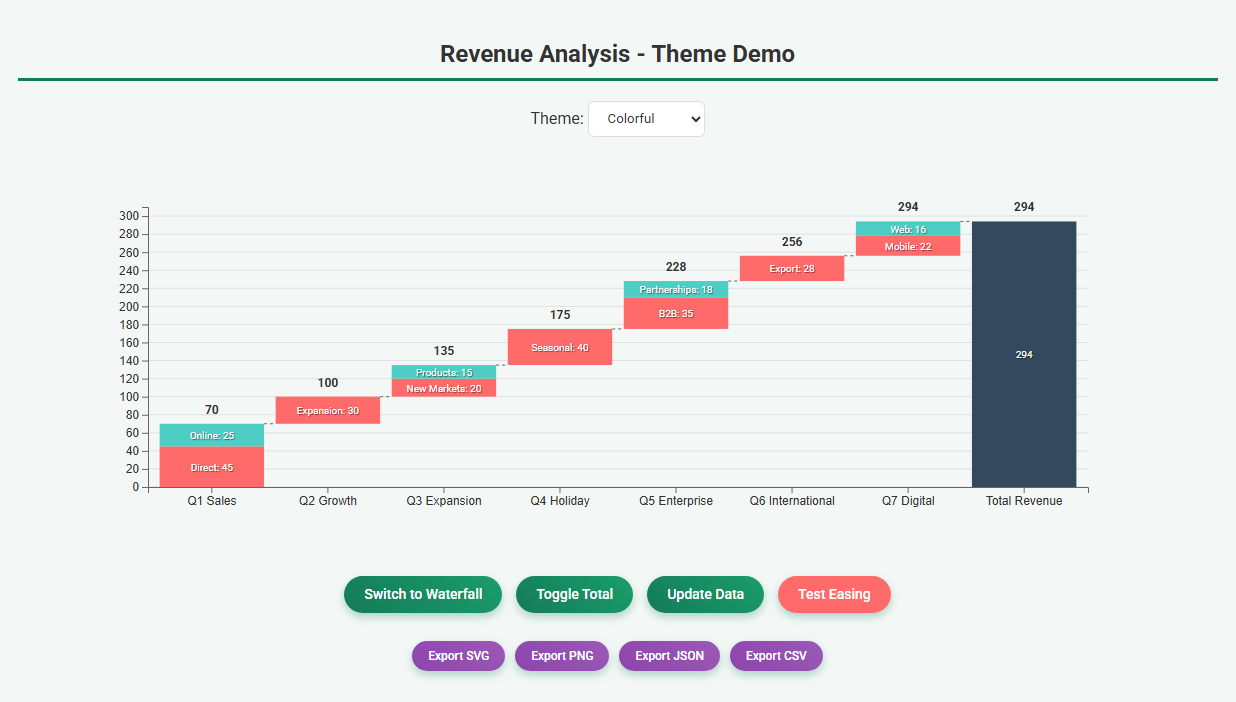 Revenue Analysis - Theme Demo
Theme: Colorful
300
280
260
240
220
200
180
160
140
120
100
80
60
40
20
0
70
Online: 25
Direct: 45
100
Expansion: 30
135
Products: 15
New Markets: 20
175
Seasonal: 40
228
Partnerships: 18
B2B: 35
256
Export: 28
294
Web: 16
Mobile: 22
294
294
Q1 Sales Q2 Growth Q3 Expansion Q4 Holiday Q5 Enterprise Q6 International Q7 Digital Total Revenue
Switch to Waterfall Toggle Total Update Data Test Easing
Export SVG Export PNG Export JSON Export CSV